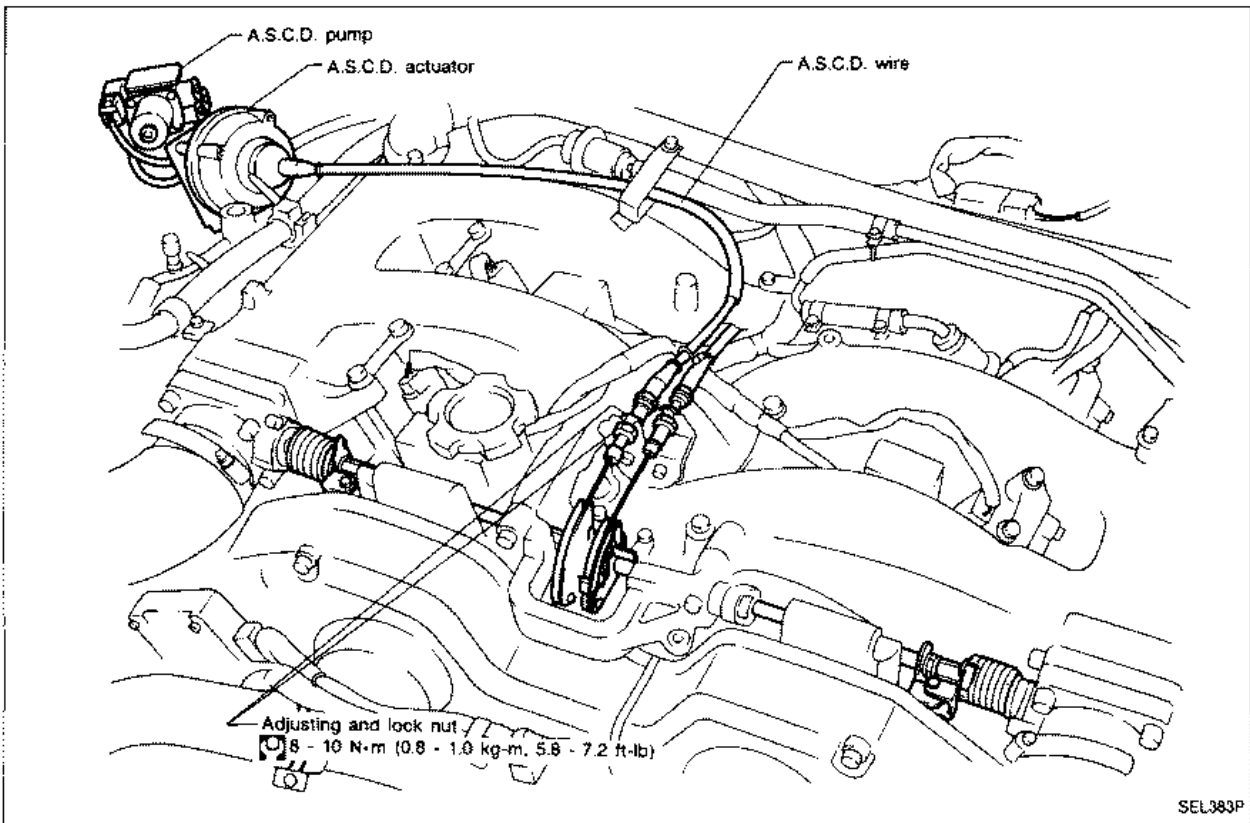 A.S.C.D. pump
A.S.C.D. actuator
A.S.C.D. wire
Adjusting and lock nut
8 - 10 N·m (0.8 - 1.0 kg-m, 5.8 - 7.2 ft-lb)
SEL383P